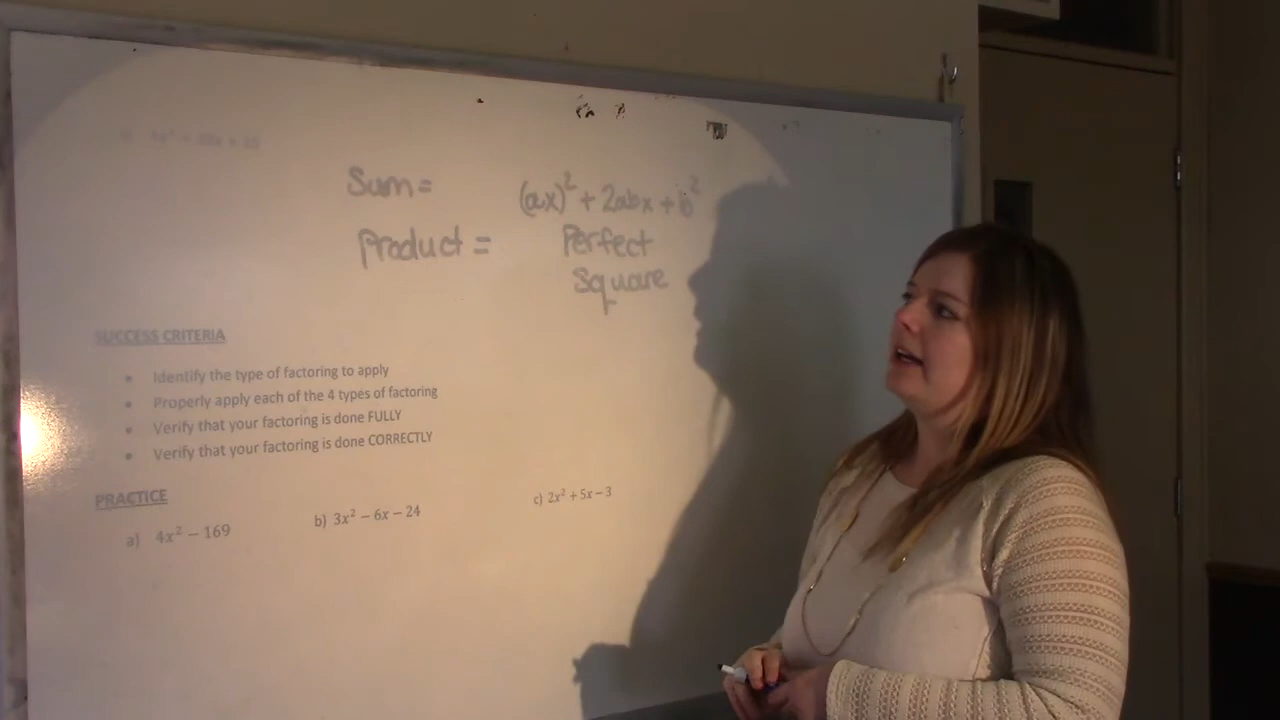 Sum =
(ax)² + 2abx + b²
Product =
Perfect
Square
SUCCESS CRITERIA
• Identify the type of factoring to apply
• Properly apply each of the 4 types of factoring
• Verify that your factoring is done FULLY
• Verify that your factoring is done CORRECTLY
PRACTICE
a) 4x² − 169
b) 3x² − 6x − 24
c) 2x² + 5x − 3